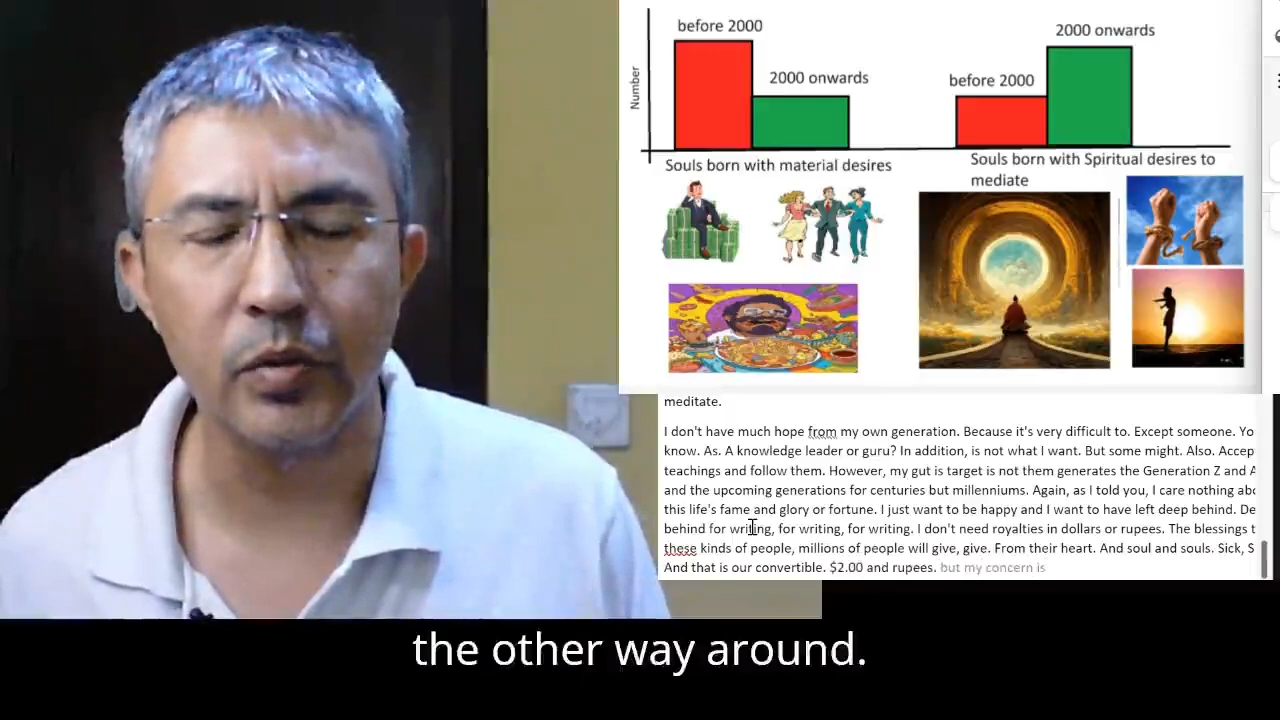 before 2000
2000 onwards
Number
2000 onwards
before 2000
Souls born with material desires
Souls born with Spiritual desires to
mediate
meditate.
I don't have much hope from my own generation. Because it's very difficult to. Except someone. Yo
know. As. A knowledge leader or guru? In addition, is not what I want. But some might. Also. Accep
teachings and follow them. However, my gut is target is not them generates the Generation Z and A
and the upcoming generations for centuries but millenniums. Again, as I told you, I care nothing abo
this life's fame and glory or fortune. I just want to be happy and I want to have left deep behind. De
behind for writing, for writing, for writing. I don't need royalties in dollars or rupees. The blessings t
these kinds of people, millions of people will give, give. From their heart. And soul and souls. Sick, S
And that is our convertible. $2.00 and rupees. but my concern is
the other way around.